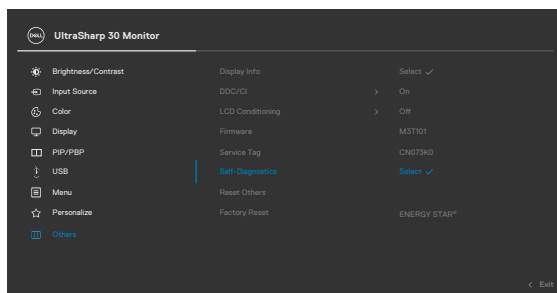 DELL UltraSharp 30 Monitor
Brightness/Contrast Display Info Select ✓
Input Source DDC/CI > On
Color LCD Conditioning > Off
Display Firmware M3T101
PIP/PBP Service Tag CN073K0
USB Self-Diagnostics Select ✓
Menu Reset Others
Personalize Factory Reset ENERGY STAR®
Others
< Exit